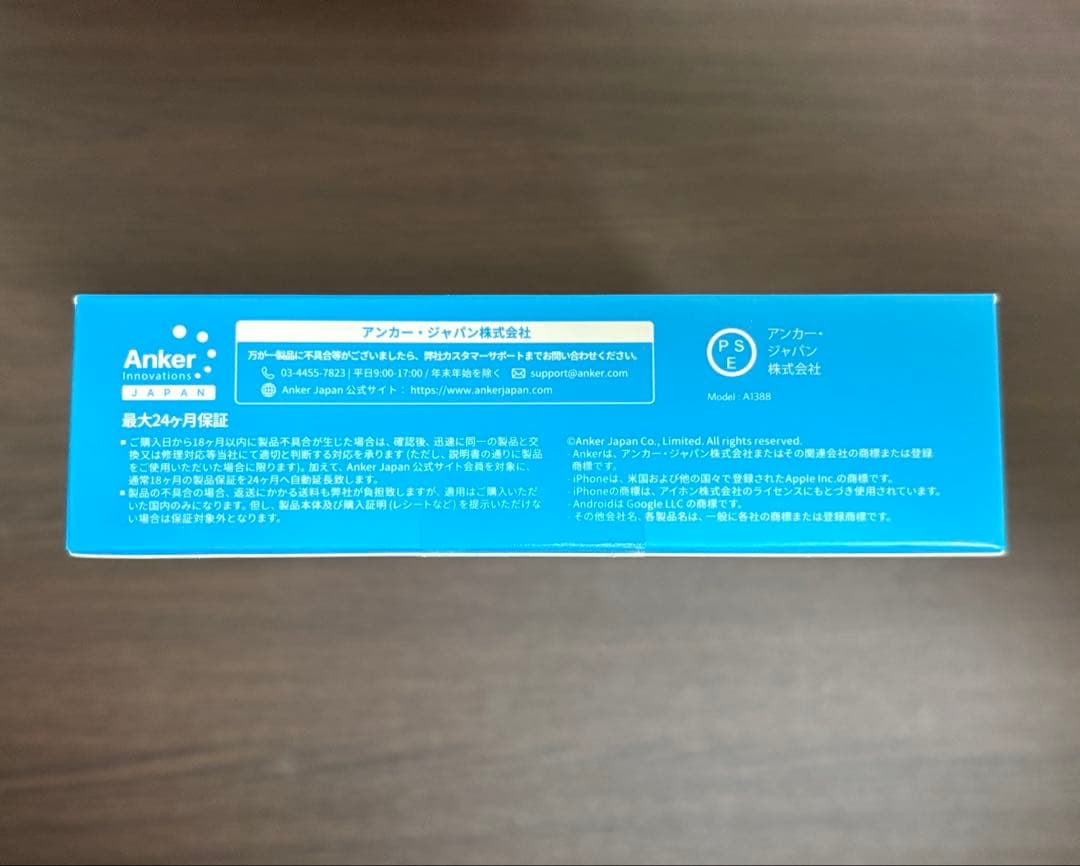 Anker
Innovations
JAPAN
アンカー・ジャパン株式会社
万が一製品に不具合等がございましたら、弊社カスタマーサポートまでお問い合わせください。
03-4455-7823 | 平日9:00-17:00 / 年末年始を除く support@anker.com
Anker Japan 公式サイト： https://www.ankerjapan.com
P S
E
アンカー・
ジャパン
株式会社
Model : A1388
最大24ヶ月保証
■ ご購入日から18ヶ月以内に製品不具合が生じた場合は、確認後、迅速に同一の製品と交
換又は修理対応等当社にて適切と判断する対応を承ります (ただし、説明書の通りに製品
をご使用いただいた場合に限ります)。加えて、Anker Japan 公式サイト会員を対象に、
通常18ヶ月の製品保証を24ヶ月へ自動延長致します。
■ 製品の不具合の場合、返送にかかる送料も弊社が負担致しますが、適用はご購入いただ
いた国内のみになります。但し、製品本体及び購入証明 (レシートなど) を提示いただけな
い場合は保証対象外となります。
©Anker Japan Co., Limited. All rights reserved.
- Ankerは、アンカー・ジャパン株式会社またはその関連会社の商標または登録
商標です。
- iPhoneは、米国および他の国々で登録されたApple Inc.の商標です。
- iPhoneの商標は、アイホン株式会社のライセンスにもとづき使用されています。
- AndroidはGoogle LLC の商標です。
- その他会社名、各製品名は、一般に各社の商標または登録商標です。